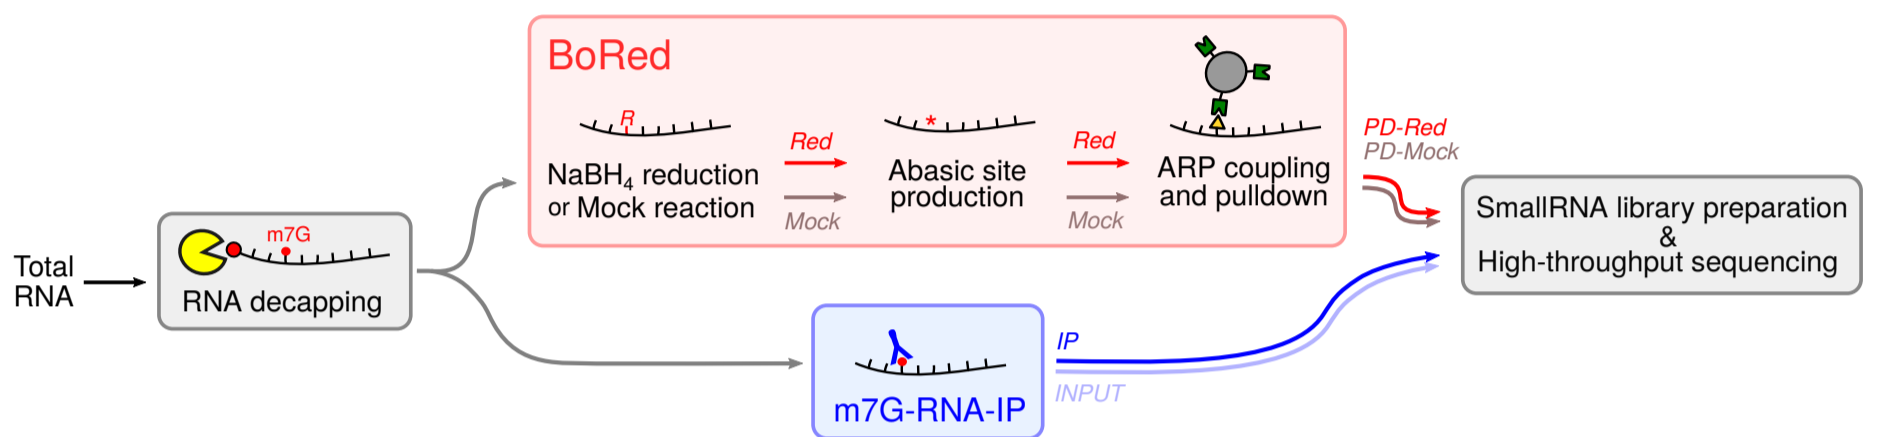 Total
RNA
m7G
RNA decapping
BoRed
R
NaBH4 reduction
or Mock reaction
Red
Mock
*
Abasic site
production
Red
Mock
ARP coupling
and pulldown
PD-Red
PD-Mock
m7G-RNA-IP
IP
INPUT
SmallRNA library preparation
&
High-throughput sequencing